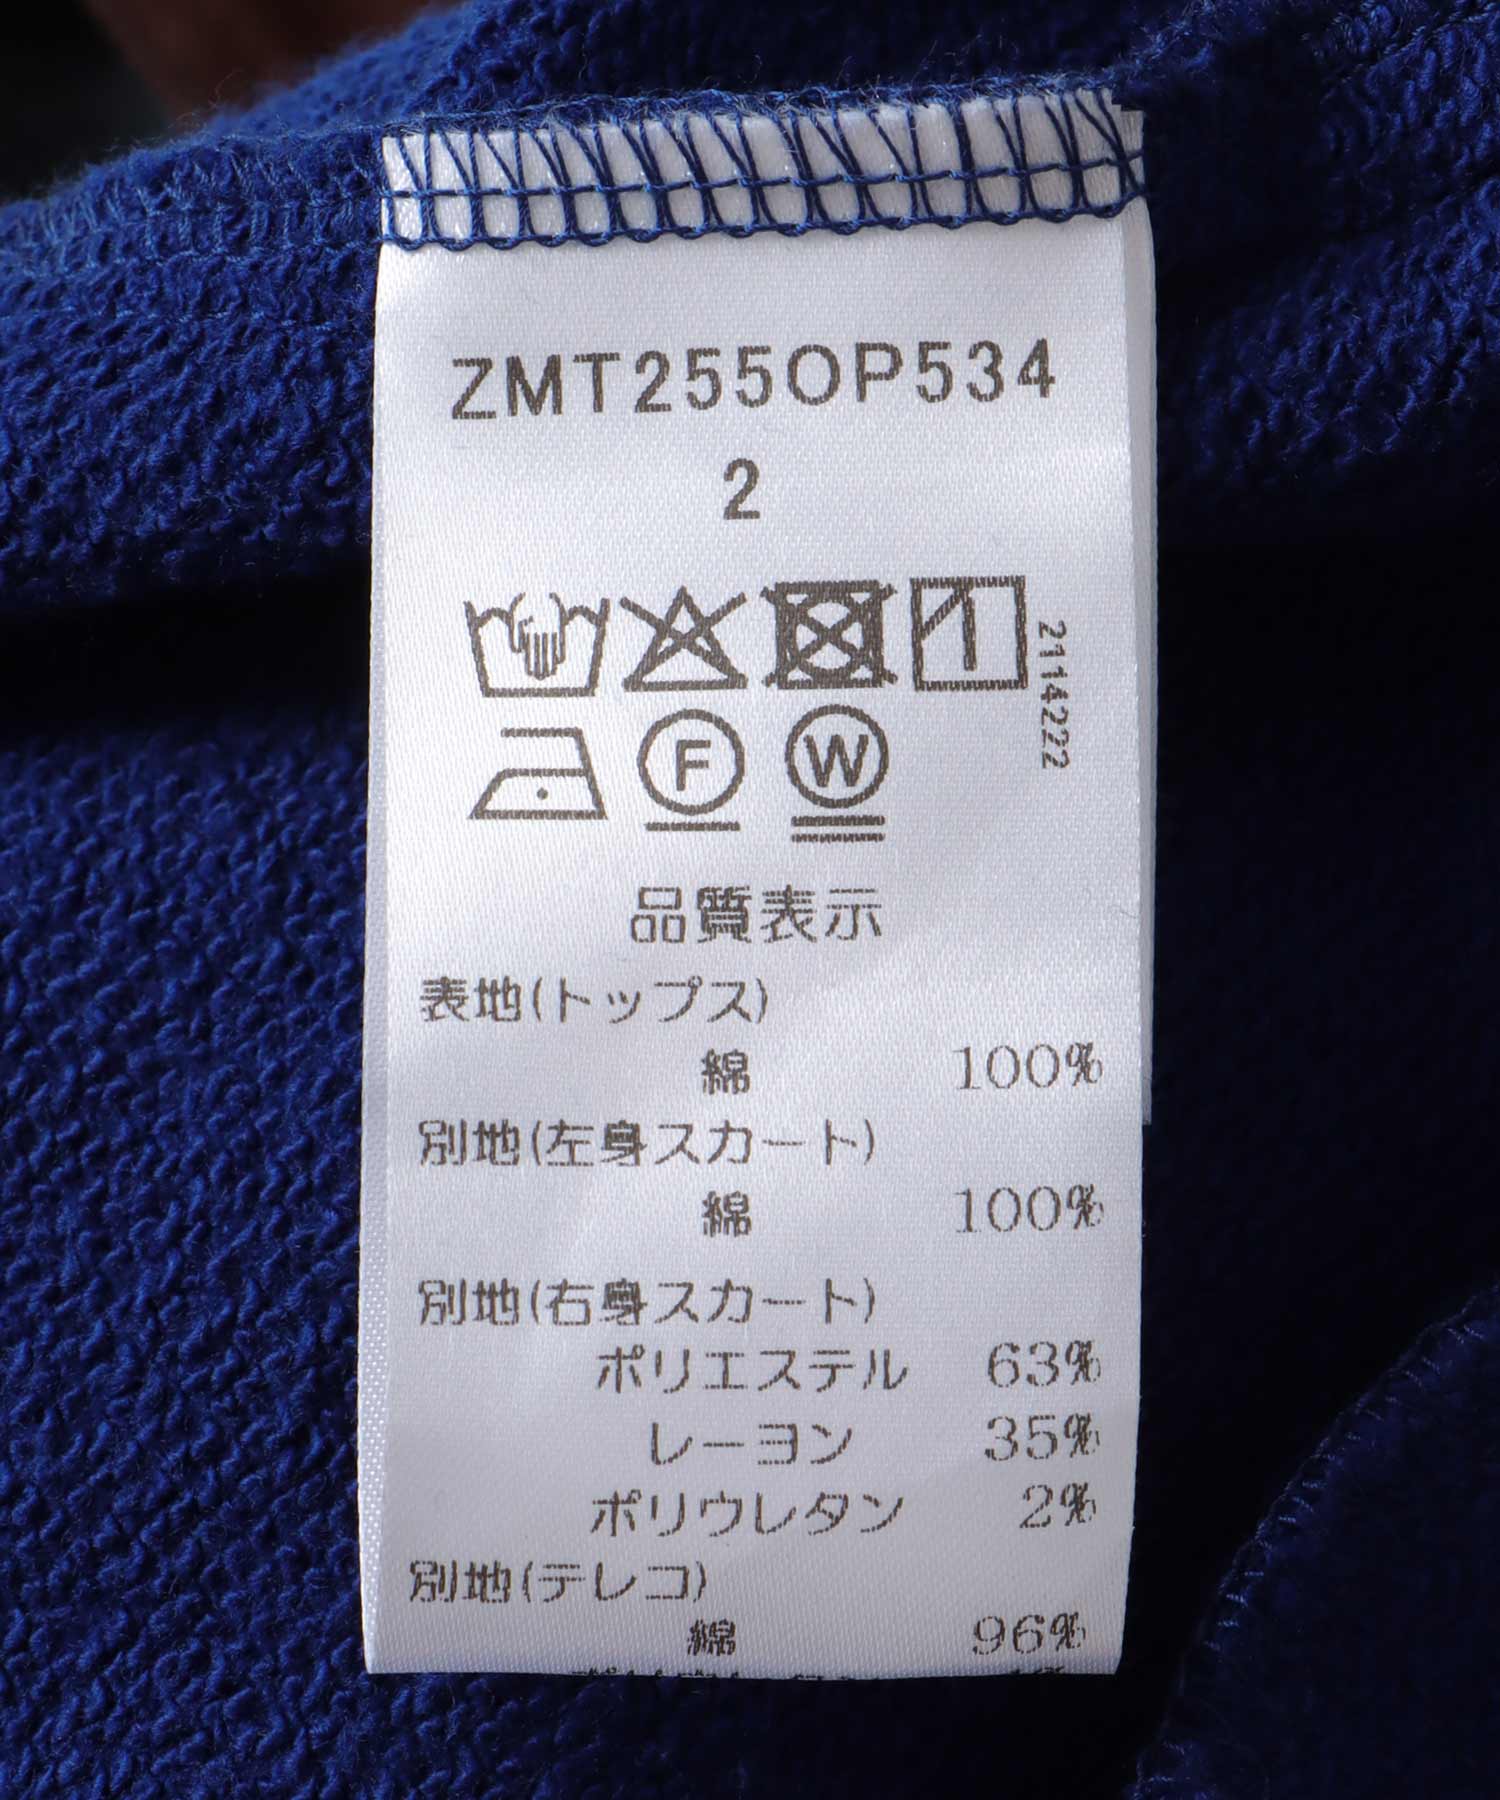 ZMT255OP534
2
2114222
F
W
品質表示
表地(トップス)
綿 100%
別地(左身スカート)
綿 100%
別地(右身スカート)
ポリエステル 63%
レーヨン 35%
ポリウレタン 2%
別地(テレコ)
綿 96%